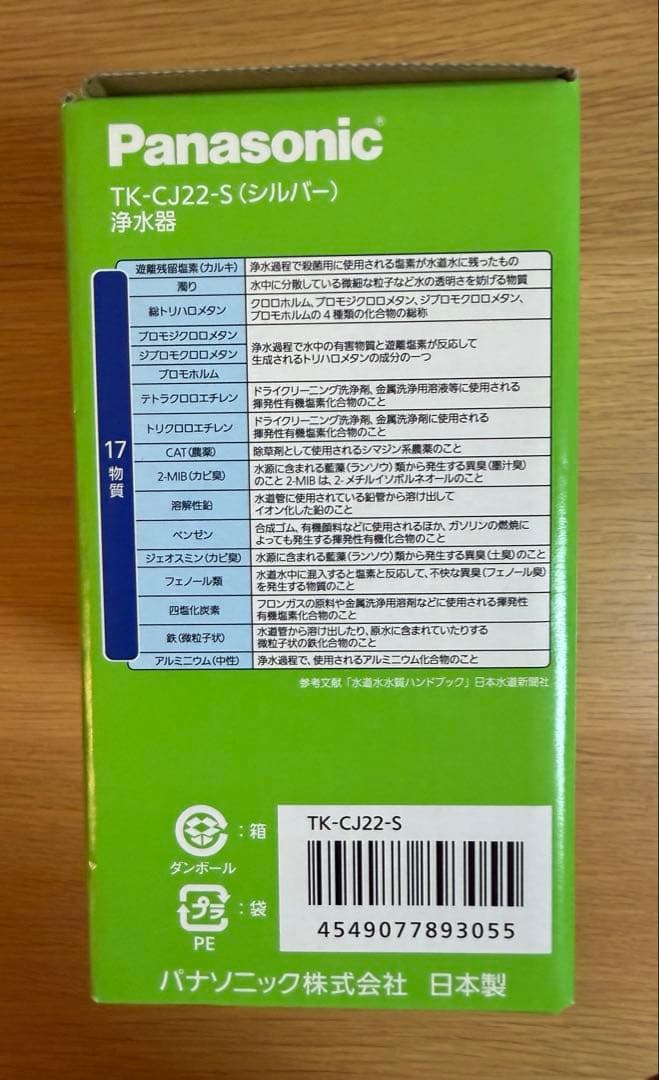 Panasonic®
TK-CJ22-S（シルバー）
浄水器
17物質
遊離残留塩素（カルキ） 浄水過程で殺菌用に使用される塩素が水道水に残ったもの
濁り 水中に分散している微細な粒子など水の透明さを妨げる物質
総トリハロメタン クロロホルム、ブロモジクロロメタン、ジブロモクロロメタン、
ブロモホルムの4種類の化合物の総称
ブロモジクロロメタン
ジブロモクロロメタン
ブロモホルム
浄水過程で水中の有害物質と遊離塩素が反応して
生成されるトリハロメタンの成分の一つ
テトラクロロエチレン ドライクリーニング洗浄剤、金属洗浄用溶液等に使用される
揮発性有機塩素化合物のこと
トリクロロエチレン ドライクリーニング洗浄剤、金属洗浄剤に使用される
揮発性有機塩素化合物のこと
CAT（農薬） 除草剤として使用されるシマジン系農薬のこと
2-MIB（カビ臭） 水源に含まれる藍藻（ランソウ）類から発生する異臭（墨汁臭）
のこと 2-MIBは、2-メチルイソボルネオールのこと
溶解性鉛 水道管に使用されている鉛管から溶け出して
イオン化した鉛のこと
ベンゼン 合成ゴム、有機顔料などに使用されるほか、ガソリンの燃焼に
よっても発生する揮発性有機化合物のこと
ジェオスミン（カビ臭） 水源に含まれる藍藻（ランソウ）類から発生する異臭（土臭）のこと
フェノール類 水道水中に混入すると塩素と反応して、不快な異臭（フェノール臭）
を発生する物質のこと
四塩化炭素 フロンガスの原料や金属洗浄用溶剤などに使用される揮発性
有機塩素化合物のこと
鉄（微粒子状） 水道管から溶け出したり、原水に含まれていたりする
微粒子状の鉄化合物のこと
アルミニウム（中性） 浄水過程で、使用されるアルミニウム化合物のこと
参考文献「水道水水質ハンドブック」日本水道新聞社
：箱
ダンボール
プラ ：袋
PE
TK-CJ22-S
4549077893055
パナソニック株式会社 日本製